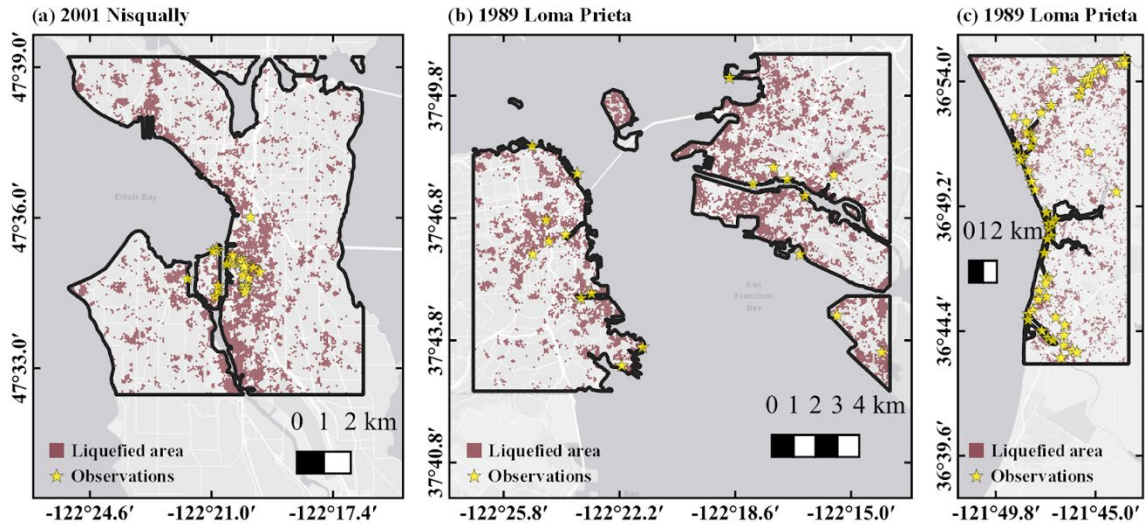 (a) 2001 Nisqually
(b) 1989 Loma Prieta
(c) 1989 Loma Prieta
47°39.0′
47°36.0′
47°33.0′
Elliott Bay
0 1 2 km
Liquefied area
Observations
-122°24.6′ -122°21.0′ -122°17.4′
37°49.8′
37°46.8′
37°43.8′
37°40.8′
San
Francisco
Bay
0 1 2 3 4 km
Liquefied area
Observations
San
-122°25.8′ -122°22.2′ -122°18.6′ -122°15.0′
36°54.0′
36°49.2′
36°44.4′
36°39.6′
012 km
Liquefied area
Observations
-121°49.8′ -121°45.0′